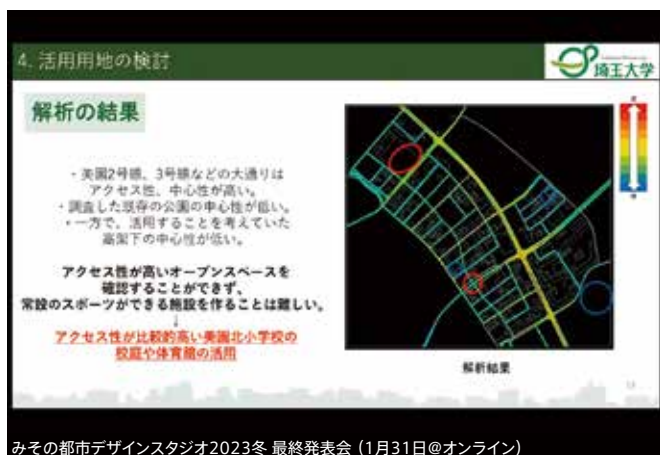 4. 活用用地の検討
埼玉大学
解析の結果
・美園2号線、3号線などの大通りは
アクセス性、中心性が高い。
・調査した既存の公園の中心性が低い。
・一方で、活用することを考えていた
高架下の中心性が低い。
アクセス性が高いオープンスペースを
確認することができず、
常設のスポーツができる施設を作ることは難しい。
↓
アクセス性が比較的高い美園北小学校の
校庭や体育館の活用
解析結果
みその都市デザインスタジオ2023冬 最終発表会 (1月31日@オンライン)